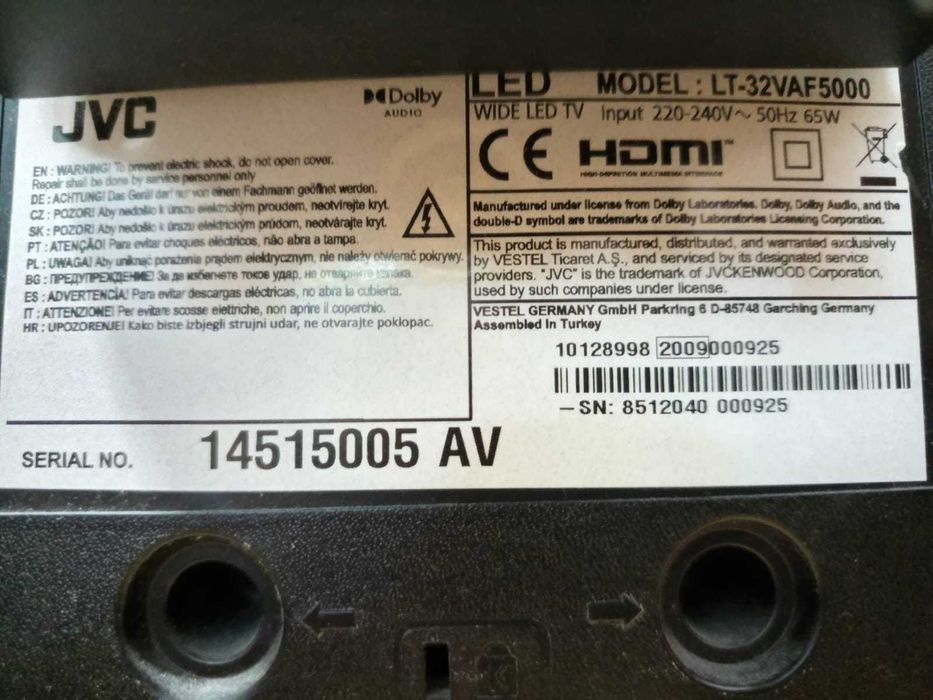 JVC
Dolby
AUDIO
EN : WARNING! To prevent electric shock, do not open cover.
Repair shall be done by service personnel only
DE : ACHTUNG! Das Gerät darf nur von einem Fachmann geöffnet werden.
CZ : POZOR! Aby nedošlo k úrazu elektrickým proudem, neotvírejte kryt.
SK : POZOR! Aby nedošlo k úrazu elektrickým prúdom, neotvárajte kryt.
PT : ATENÇÃO! Para evitar choques eléctricos, não abra a tampa.
PL : UWAGA! Aby uniknąć porażenia prądem elektrycznym, nie należy otwierać pokrywy.
BG : ПРЕДУПРЕЖДЕНИЕ! За да избегнете токов удар, не отваряйте капака.
ES : ADVERTENCIA! Para evitar descargas eléctricas, no abra la cubierta.
IT : ATTENZIONE! Per evitare scosse elettriche, non aprire il coperchio.
HR : UPOZORENJE! Kako biste izbjegli strujni udar, ne otvarajte poklopac.
LED MODEL : LT-32VAF5000
WIDE LED TV Input 220-240V~ 50Hz 65W
CE HDMI™
HIGH-DEFINITION MULTIMEDIA INTERFACE
Manufactured under license from Dolby Laboratories. Dolby, Dolby Audio, and the
double-D symbol are trademarks of Dolby Laboratories Licensing Corporation.
This product is manufactured, distributed, and warranted exclusively
by VESTEL Ticaret A.Ş., and serviced by its designated service
providers. "JVC" is the trademark of JVCKENWOOD Corporation,
used by such companies under license.
VESTEL GERMANY GmbH Parkring 6 D-85748 Garching Germany
Assembled in Turkey
10128998 2009000925
–SN: 8512040 000925
SERIAL NO. 14515005 AV